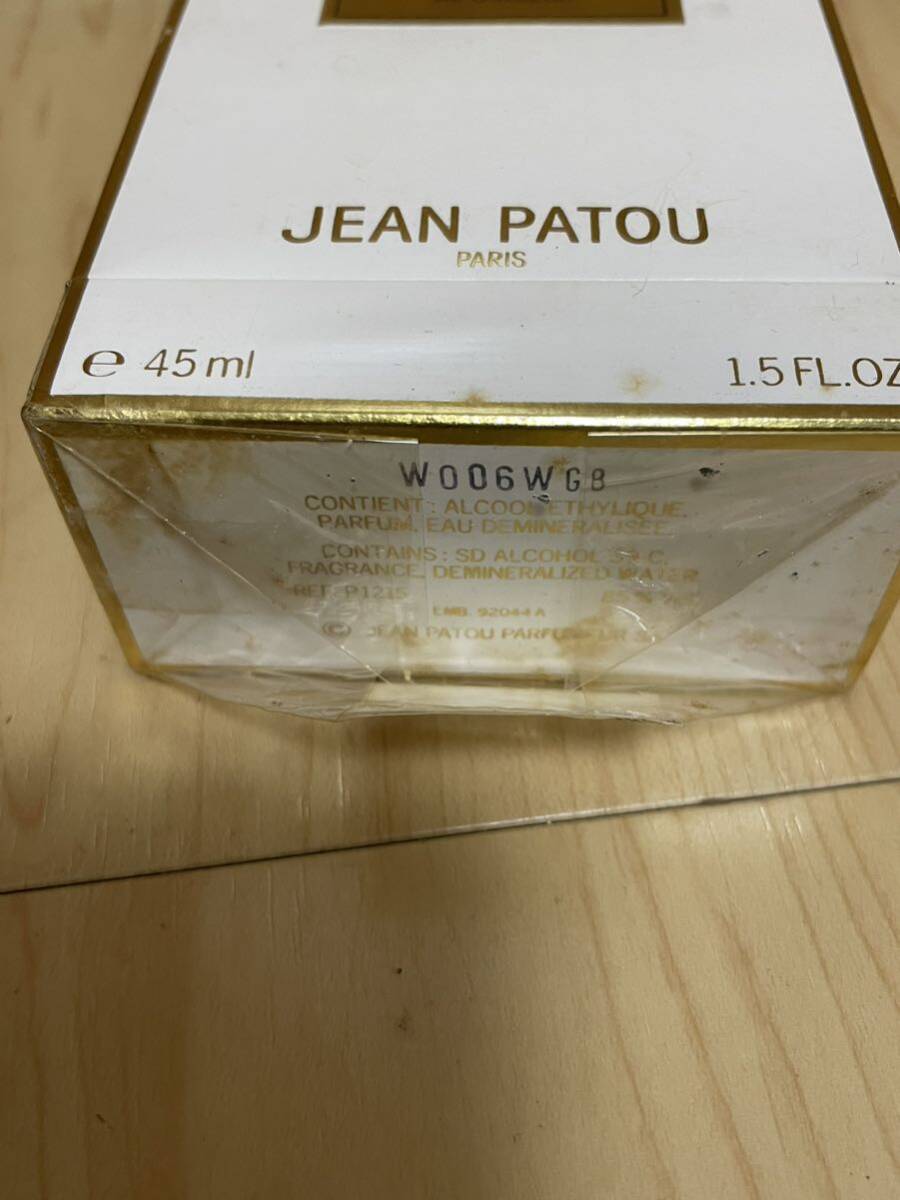 JEAN PATOU
PARIS
℮ 45 ml
1.5 FL.OZ
W006WGB
CONTIENT : ALCOOL ETHYLIQUE,
PARFUM, EAU DEMINERALISEE
CONTAINS : SD ALCOHOL 39 C,
FRAGRANCE, DEMINERALIZED WATER
REF. P1215
EMB. 92044 A
© JEAN PATOU PARFUMEUR